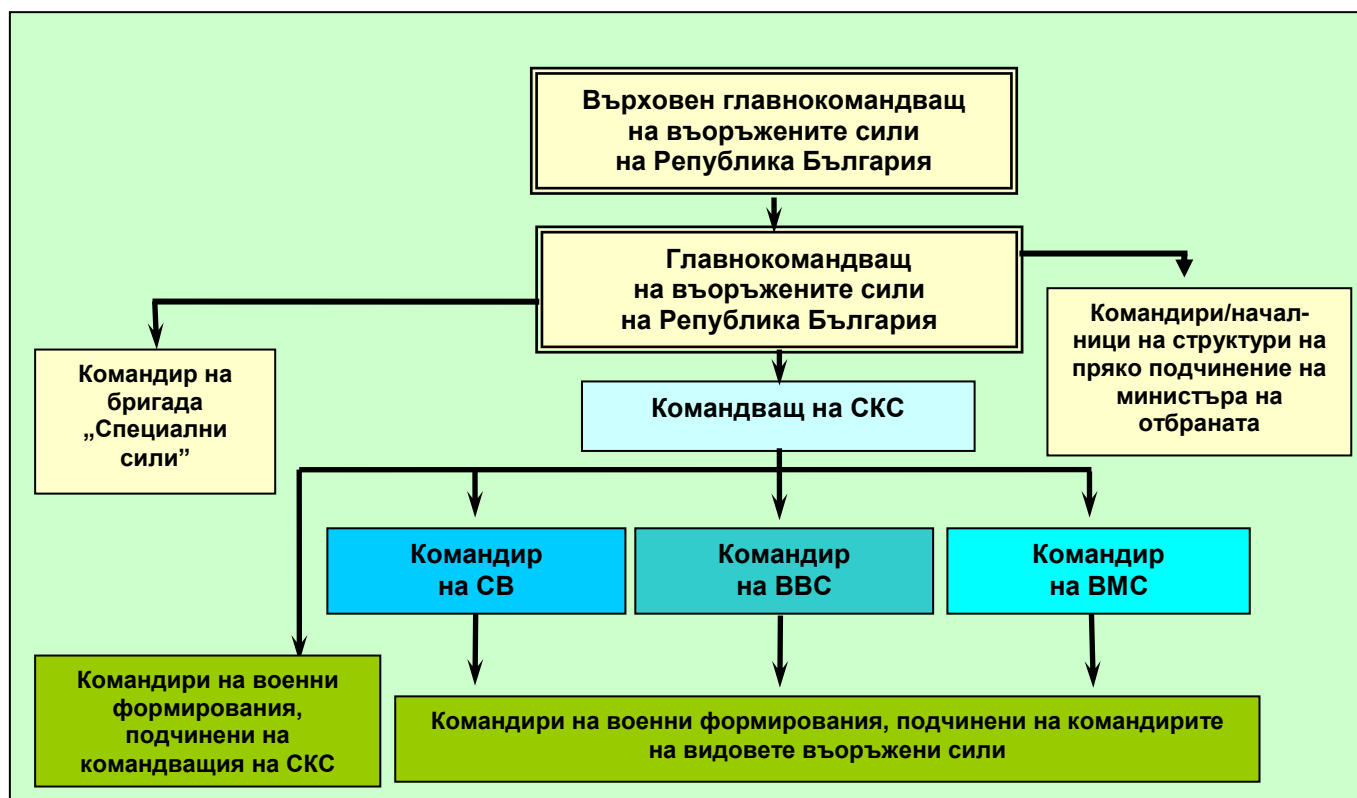 Върховен главнокомандващ
на въоръжените сили
на Република България
Главнокомандващ
на въоръжените сили
на Република България
Командири/начал-
ници на структури на
пряко подчинение на
министъра на
отбраната
Командир на
бригада
„Специални
сили”
Командващ на СКС
Командир
на СВ
Командир
на ВВС
Командир
на ВМС
Командири на военни
формирования,
подчинени на
командващия на СКС
Командири на военни формирования, подчинени на командирите
на видовете въоръжени сили